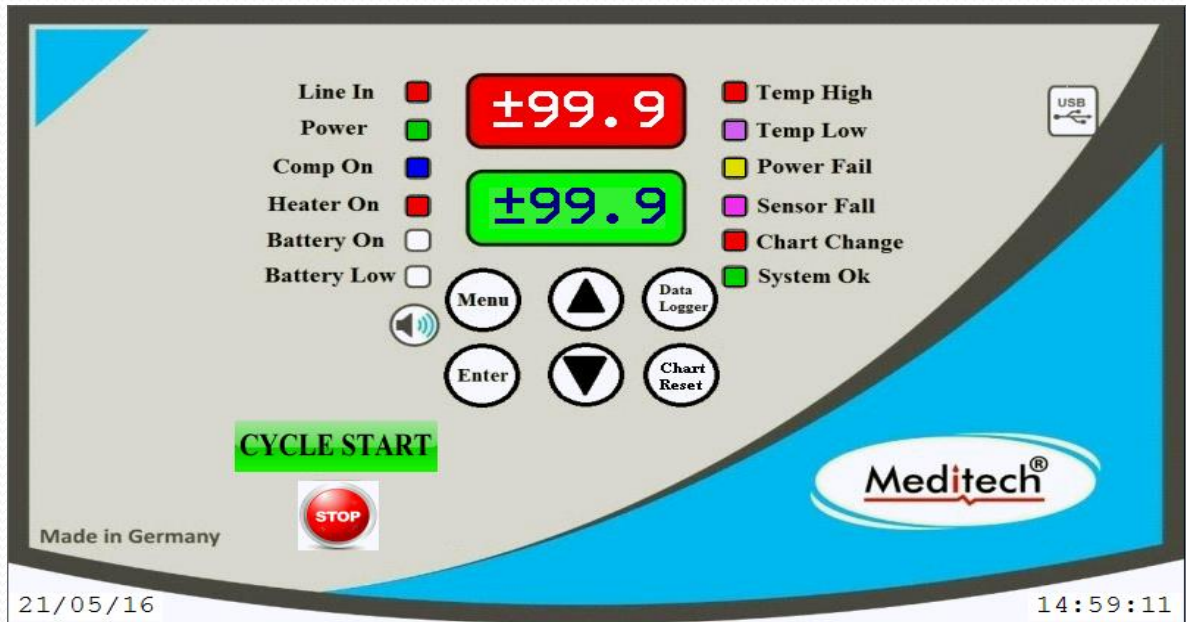 Line In
Power
Comp On
Heater On
Battery On
Battery Low
±99.9
±99.9
Temp High
Temp Low
Power Fail
Sensor Fall
Chart Change
System Ok
USB
Menu
Data
Logger
Enter
Chart
Reset
CYCLE START
STOP
Meditech®
Made in Germany
21/05/16
14:59:11